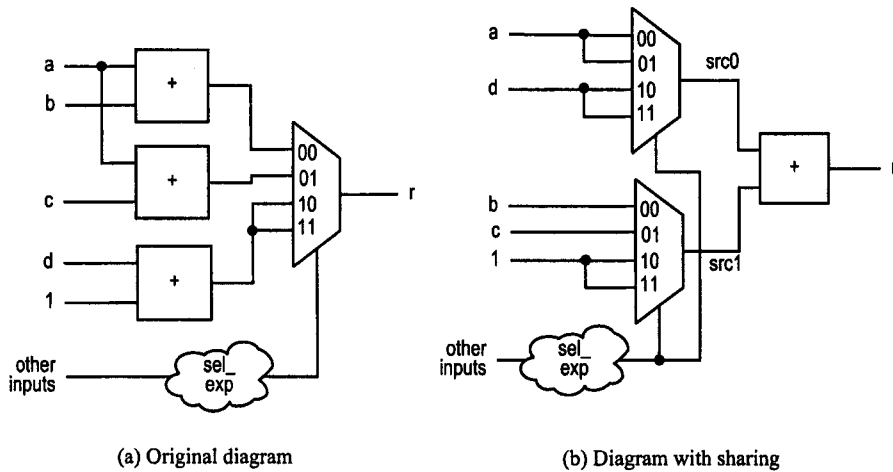 a
b
+
c
+
d
1
+
00
01
10
11
r
other
inputs
sel_
exp
(a) Original diagram
a
d
00
01
10
11
src0
b
c
1
00
01
10
11
src1
+
other
inputs
sel_
exp
(b) Diagram with sharing